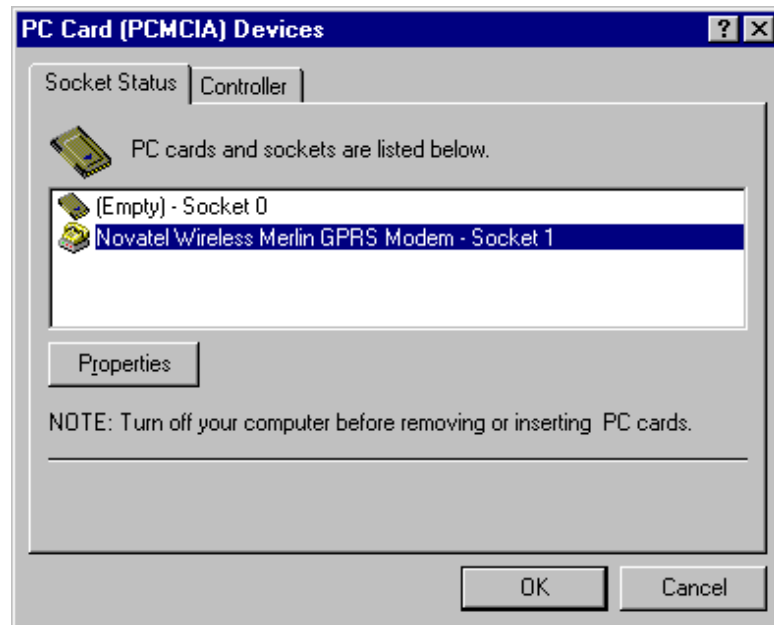 PC Card (PCMCIA) Devices
Socket Status
Controller
PC cards and sockets are listed below.
(Empty) - Socket 0
Novatel Wireless Merlin GPRS Modem - Socket 1
Properties
NOTE: Turn off your computer before removing or inserting PC cards.
OK
Cancel